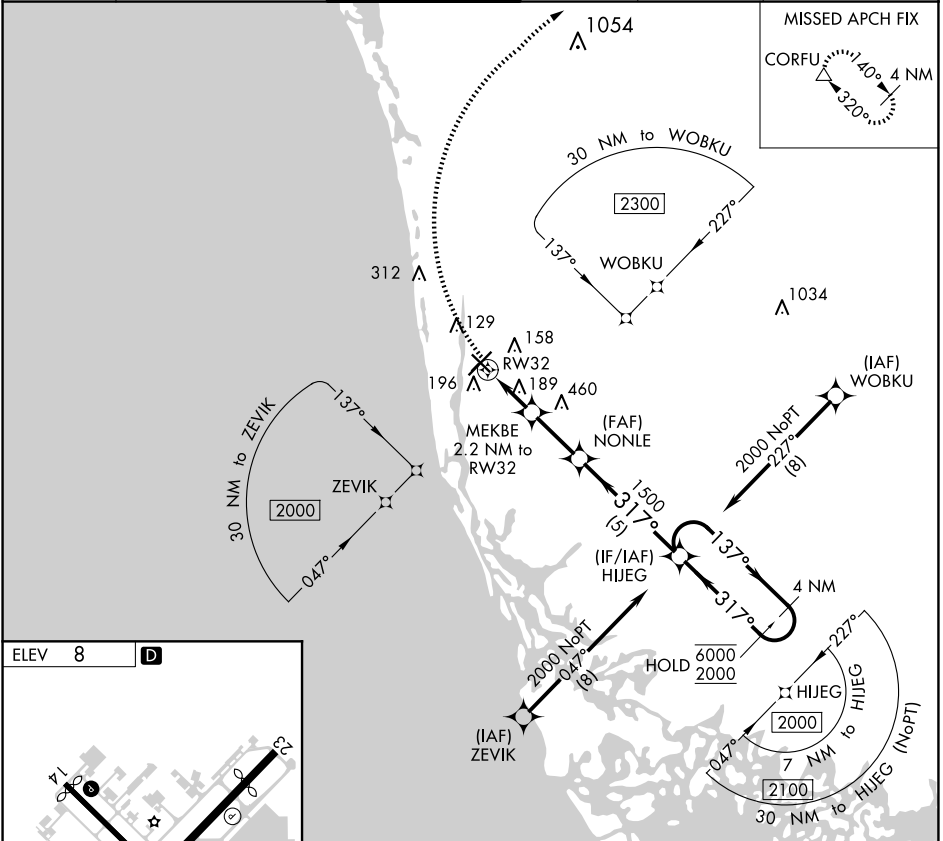 1054
MISSED APCH FIX
CORFU
140°
4 NM
320°
30 NM to WOBKU
2300
137°
227°
WOBKU
312
1034
129
158
RW32
196
189
460
(IAF)
WOBKU
MEKBE
2.2 NM to
RW32
(FAF)
NONLE
2000 NoPT
227°
(8)
30 NM to ZEVIK
137°
ZEVIK
2000
047°
1500
317°
(5)
(IF/IAF)
HIJEG
137°
4 NM
317°
HOLD
6000
2000
2000 NoPT
047°
(8)
(IAF)
ZEVIK
227°
HIJEG
2000
047°
7 NM to HIJEG
2100
30 NM to HIJEG (NoPT)
ELEV 8
D
14
23
P
P